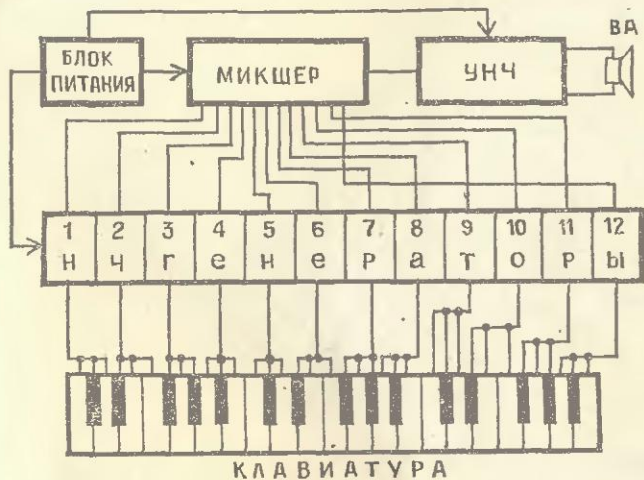 БЛОК
ПИТАНИЯ
МИКШЕР
УНЧ
ВА
1 2 3 4 5 6 7 8 9 10 11 12
Н Ч Г Е Н Е Р А Т О Р Ы
КЛАВИАТУРА